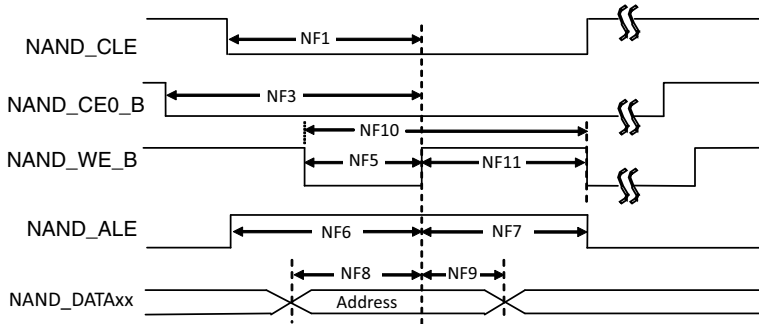 NAND_CLE
NF1
NAND_CE0_B
NF3
NF10
NAND_WE_B
NF5
NF11
NAND_ALE
NF6
NF7
NF8
NF9
NAND_DATAxx
Address